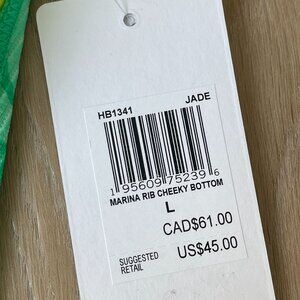 HB1341 JADE
1 95609 75239 6
MARINA RIB CHEEKY BOTTOM
L
CAD$61.00
SUGGESTED RETAIL US$45.00